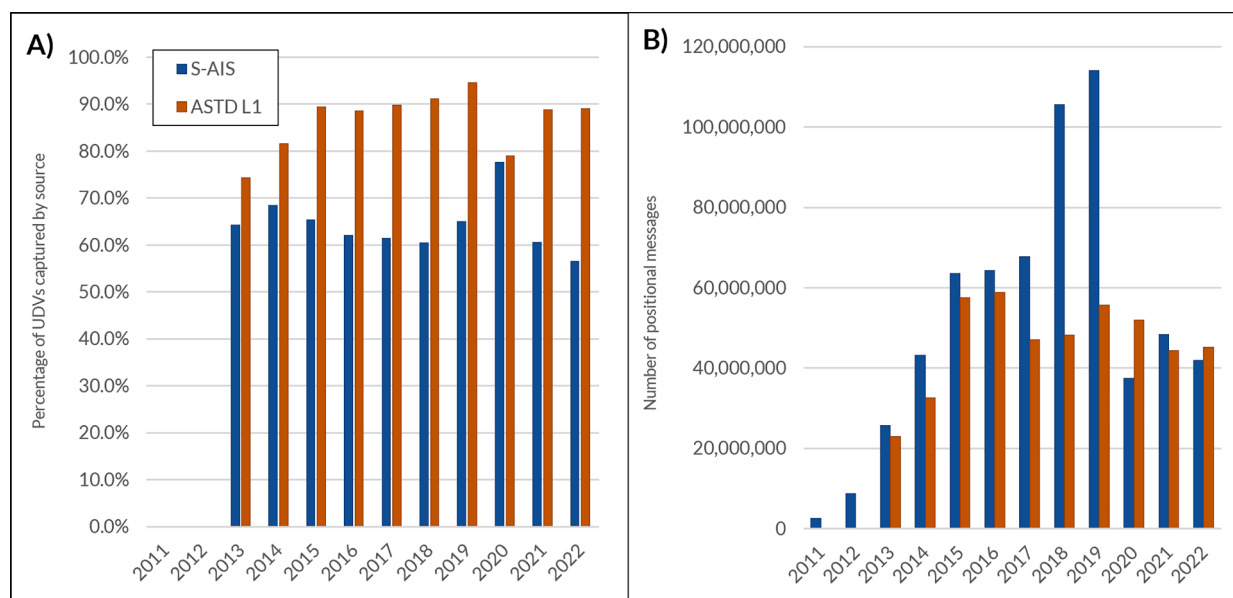 A)
Percentage of UDVs captured by source
100.0%
90.0%
80.0%
70.0%
60.0%
50.0%
40.0%
30.0%
20.0%
10.0%
0.0%
S-AIS
ASTD L1
2011 2012 2013 2014 2015 2016 2017 2018 2019 2020 2021 2022
B)
Number of positional messages
120,000,000
100,000,000
80,000,000
60,000,000
40,000,000
20,000,000
0
2011 2012 2013 2014 2015 2016 2017 2018 2019 2020 2021 2022